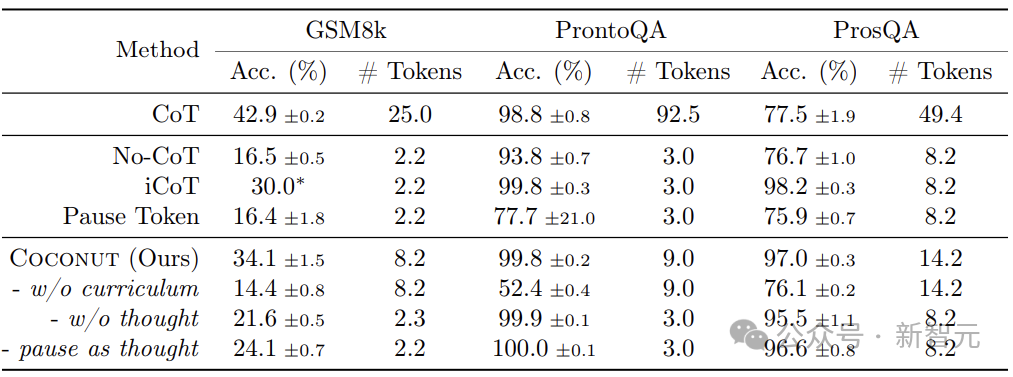 Method GSM8k ProntoQA ProsQA
Acc. (%) # Tokens Acc. (%) # Tokens Acc. (%) # Tokens
CoT 42.9 ±0.2 25.0 98.8 ±0.8 92.5 77.5 ±1.9 49.4
No-CoT 16.5 ±0.5 2.2 93.8 ±0.7 3.0 76.7 ±1.0 8.2
iCoT 30.0* 2.2 99.8 ±0.3 3.0 98.2 ±0.3 8.2
Pause Token 16.4 ±1.8 2.2 77.7 ±21.0 3.0 75.9 ±0.7 8.2
COCONUT (Ours) 34.1 ±1.5 8.2 99.8 ±0.2 9.0 97.0 ±0.3 14.2
- w/o curriculum 14.4 ±0.8 8.2 52.4 ±0.4 9.0 76.1 ±0.2 14.2
- w/o thought 21.6 ±0.5 2.3 99.9 ±0.1 3.0 95.5 ±1.1 8.2
- pause as thought 24.1 ±0.7 2.2 100.0 ±0.1 3.0 96.6 ±0.8 8.2
公众号 · 新智元